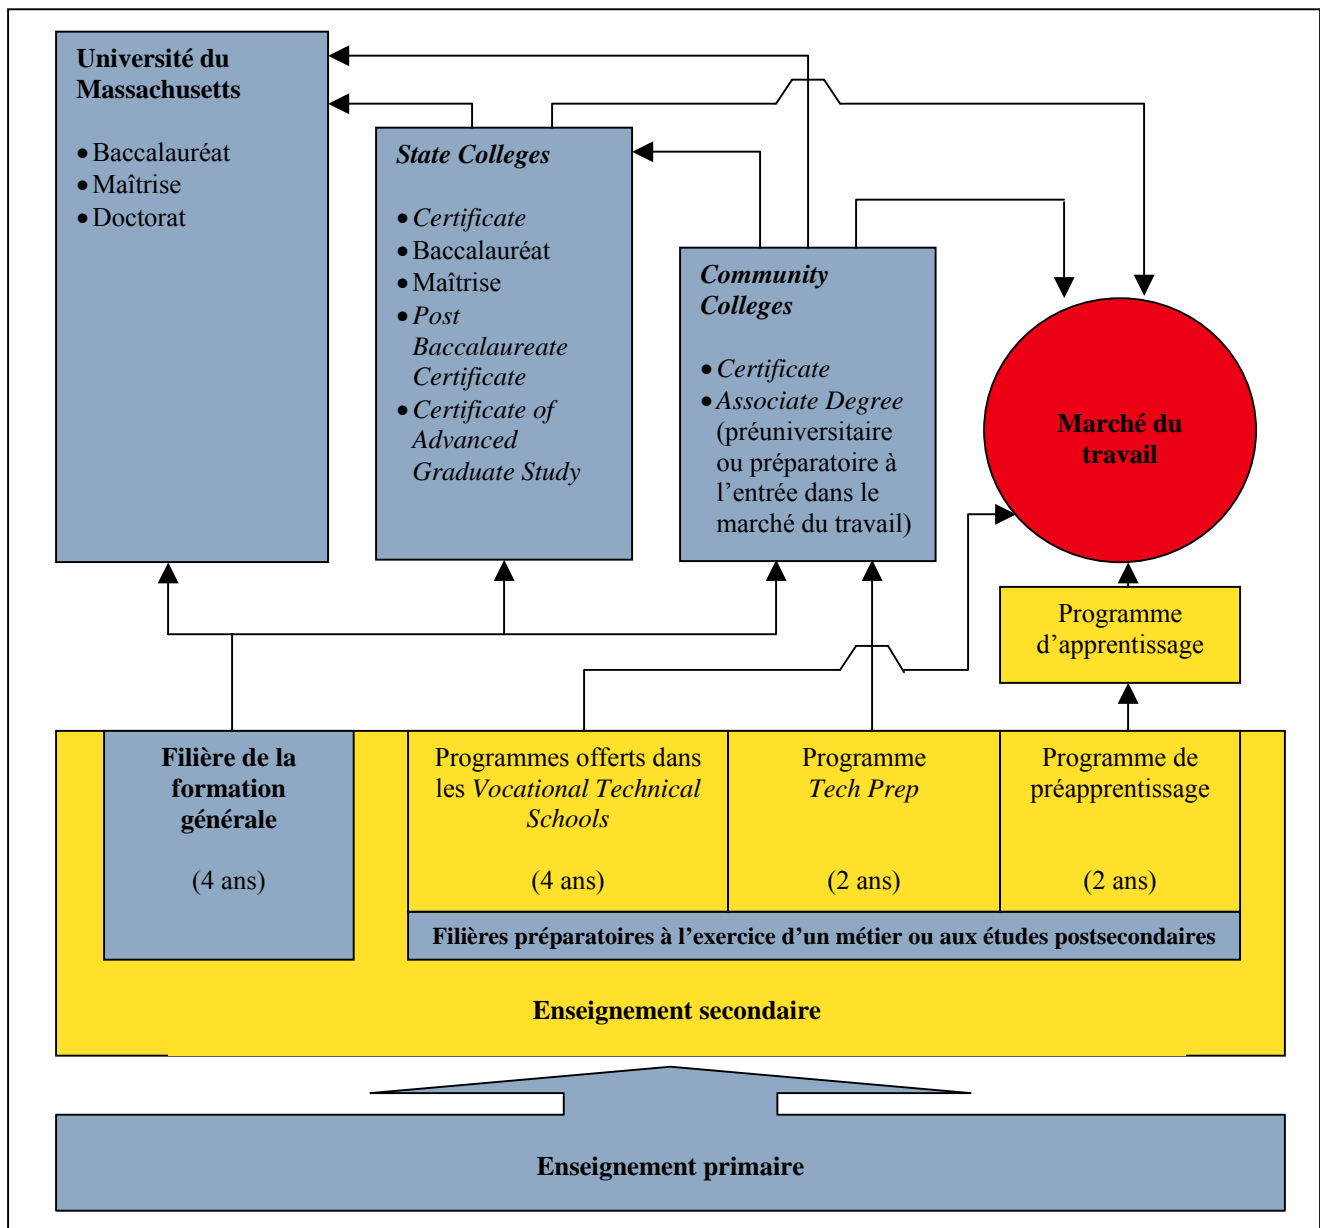 Université du
Massachusetts
• Baccalauréat
• Maîtrise
• Doctorat
State Colleges
• Certificate
• Baccalauréat
• Maîtrise
• Post
Baccalaureate
Certificate
• Certificate of
Advanced
Graduate Study
Community
Colleges
• Certificate
• Associate Degree
(préuniversitaire
ou préparatoire à
l’entrée dans le
marché du travail)
Marché du
travail
Programme
d’apprentissage
Filière de la
formation
générale
(4 ans)
Programmes offerts dans
les Vocational Technical
Schools
(4 ans)
Programme
Tech Prep
(2 ans)
Programme de
préapprentissage
(2 ans)
Filières préparatoires à l’exercice d’un métier ou aux études postsecondaires
Enseignement secondaire
Enseignement primaire